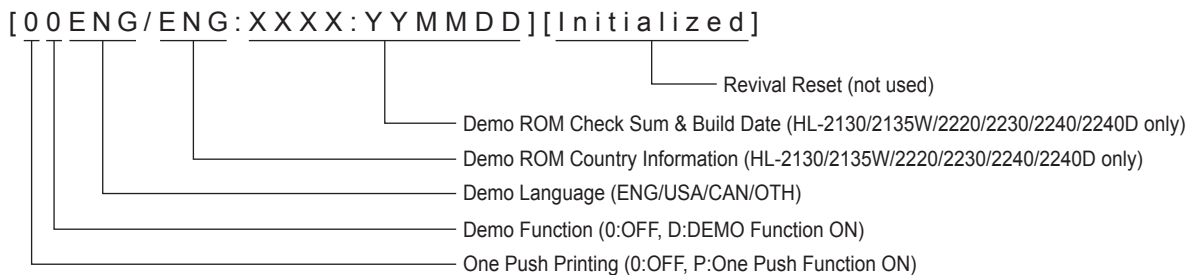 [00ENG/ENG:XXXX:YYMMDD][Initialized]
Revival Reset (not used)
Demo ROM Check Sum & Build Date (HL-2130/2135W/2220/2230/2240/2240D only)
Demo ROM Country Information (HL-2130/2135W/2220/2230/2240/2240D only)
Demo Language (ENG/USA/CAN/OTH)
Demo Function (0:OFF, D:DEMO Function ON)
One Push Printing (0:OFF, P:One Push Function ON)